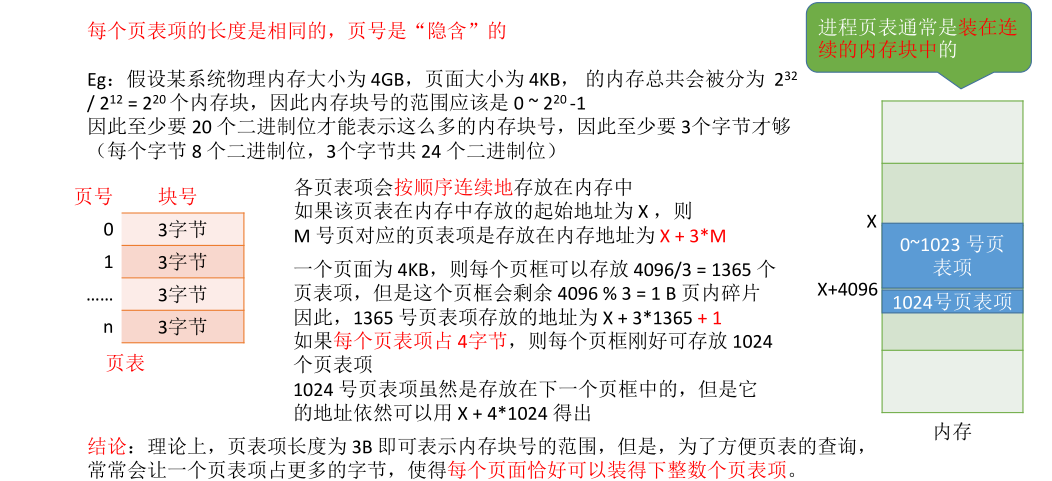 每个页表项的长度是相同的，页号是“隐含”的
进程页表通常是装在连
续的内存块中的
Eg：假设某系统物理内存大小为 4GB，页面大小为 4KB， 的内存总共会被分为 2³²
/ 2¹² = 2²⁰ 个内存块，因此内存块号的范围应该是 0 ~ 2²⁰ -1
因此至少要 20 个二进制位才能表示这么多的内存块号，因此至少要 3个字节才够
（每个字节 8 个二进制位，3个字节共 24 个二进制位）
页号 块号
0 3字节
1 3字节
…… 3字节
n 3字节
页表
各页表项会按顺序连续地存放在内存中
如果该页表在内存中存放的起始地址为 X ，则
M 号页对应的页表项是存放在内存地址为 X + 3*M
一个页面为 4KB，则每个页框可以存放 4096/3 = 1365 个
页表项，但是这个页框会剩余 4096 % 3 = 1 B 页内碎片
因此，1365 号页表项存放的地址为 X + 3*1365 + 1
如果每个页表项占 4字节，则每个页框刚好可存放 1024
个页表项
1024 号页表项虽然是存放在下一个页框中的，但是它
的地址依然可以用 X + 4*1024 得出
X
0~1023 号页
表项
X+4096
1024号页表项
内存
结论：理论上，页表项长度为 3B 即可表示内存块号的范围，但是，为了方便页表的查询，
常常会让一个页表项占更多的字节，使得每个页面恰好可以装得下整数个页表项。